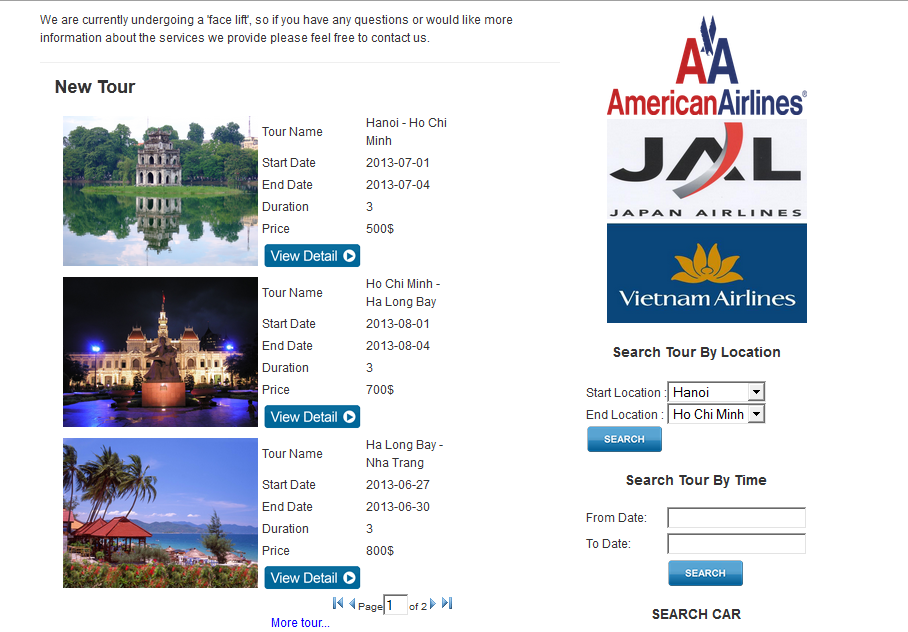 We are currently undergoing a 'face lift', so if you have any questions or would like more
information about the services we provide please feel free to contact us.
New Tour
Tour Name Hanoi - Ho Chi
Minh
Start Date 2013-07-01
End Date 2013-07-04
Duration 3
Price 500$
View Detail
Tour Name Ho Chi Minh -
Ha Long Bay
Start Date 2013-08-01
End Date 2013-08-04
Duration 3
Price 700$
View Detail
Tour Name Ha Long Bay -
Nha Trang
Start Date 2013-06-27
End Date 2013-06-30
Duration 3
Price 800$
View Detail
Page 1 of 2
More tour...
AA
AmericanAirlines®
JAL
JAPAN AIRLINES
Vietnam Airlines
Search Tour By Location
Start Location : Hanoi
End Location : Ho Chi Minh
SEARCH
Search Tour By Time
From Date:
To Date:
SEARCH
SEARCH CAR